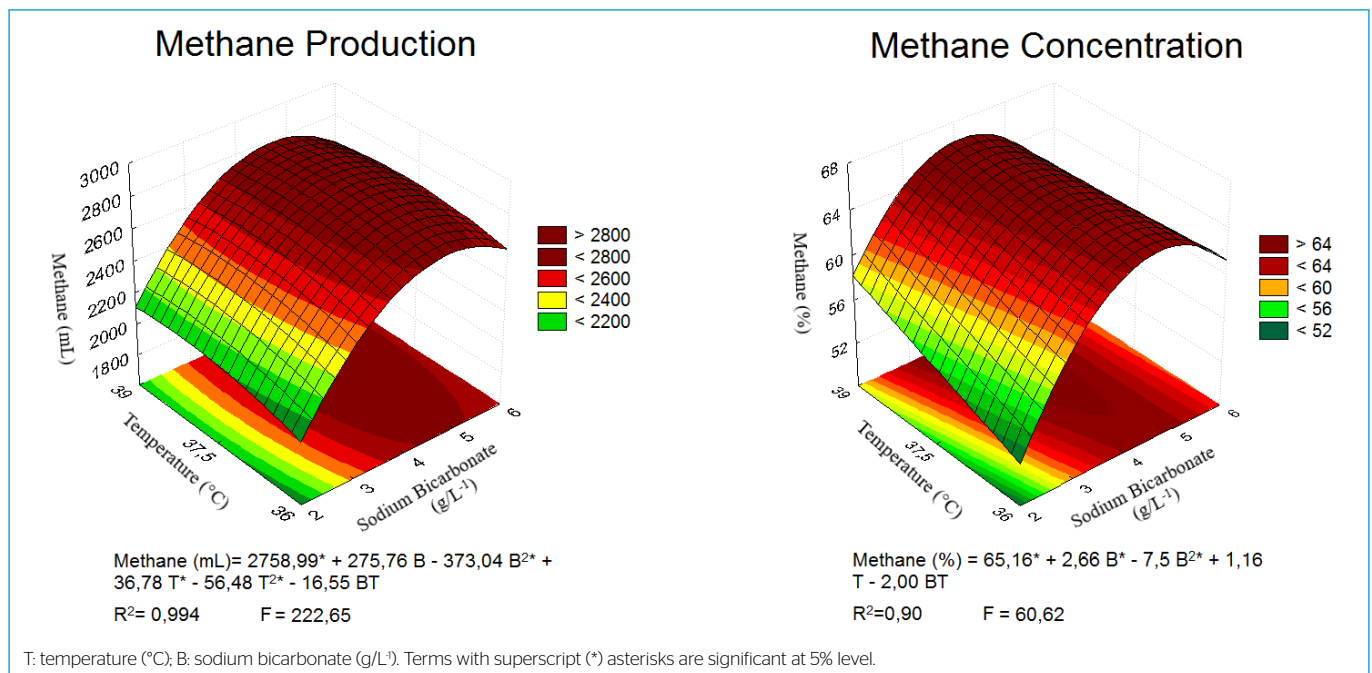 Methane Production
3000
2800
2600
2400
2200
2000
1800
Methane (mL)
39
37,5
36
Temperature (°C)
2
3
4
5
6
Sodium Bicarbonate
(g/L⁻¹)
> 2800
< 2800
< 2600
< 2400
< 2200
Methane (mL)= 2758,99* + 275,76 B - 373,04 B²* +
36,78 T* - 56,48 T²* - 16,55 BT
R²= 0,994 F = 222,65
Methane Concentration
68
64
60
56
52
Methane (%)
39
37,5
36
Temperature (°C)
2
3
4
5
6
Sodium Bicarbonate
(g/L⁻¹)
> 64
< 64
< 60
< 56
< 52
Methane (%) = 65,16* + 2,66 B* - 7,5 B²* + 1,16
T - 2,00 BT
R²=0,90 F = 60,62
T: temperature (°C); B: sodium bicarbonate (g/L⁻¹). Terms with superscript (*) asterisks are significant at 5% level.